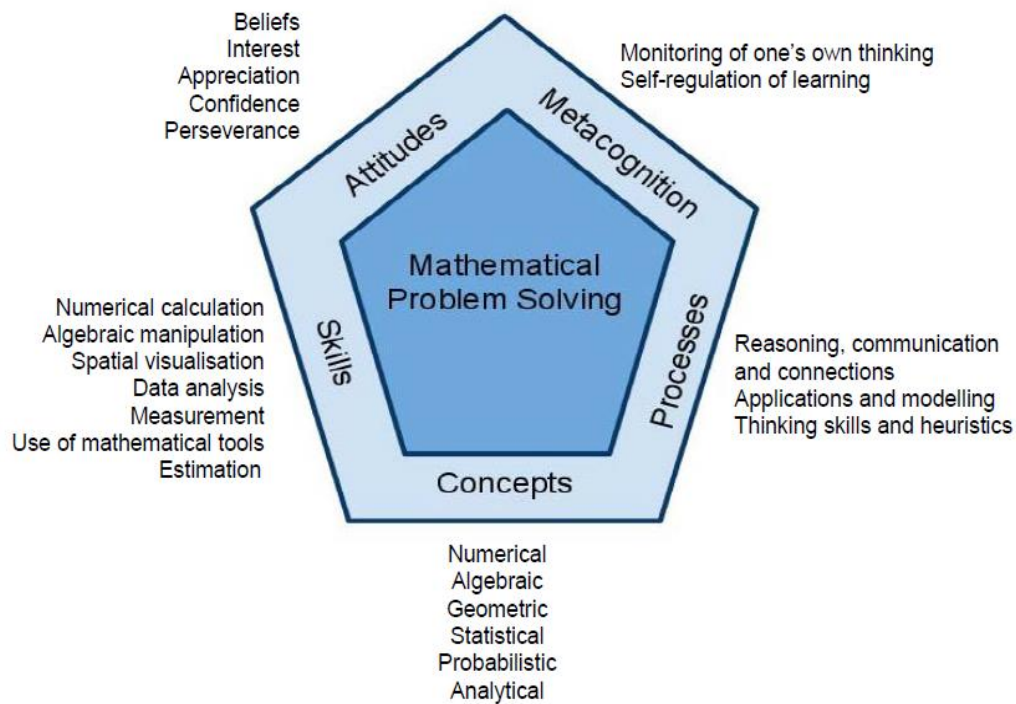 Beliefs
Interest
Appreciation
Confidence
Perseverance
Monitoring of one's own thinking
Self-regulation of learning
Attitudes
Metacognition
Mathematical
Problem Solving
Numerical calculation
Algebraic manipulation
Spatial visualisation
Data analysis
Measurement
Use of mathematical tools
Estimation
Skills
Processes
Reasoning, communication
and connections
Applications and modelling
Thinking skills and heuristics
Concepts
Numerical
Algebraic
Geometric
Statistical
Probabilistic
Analytical